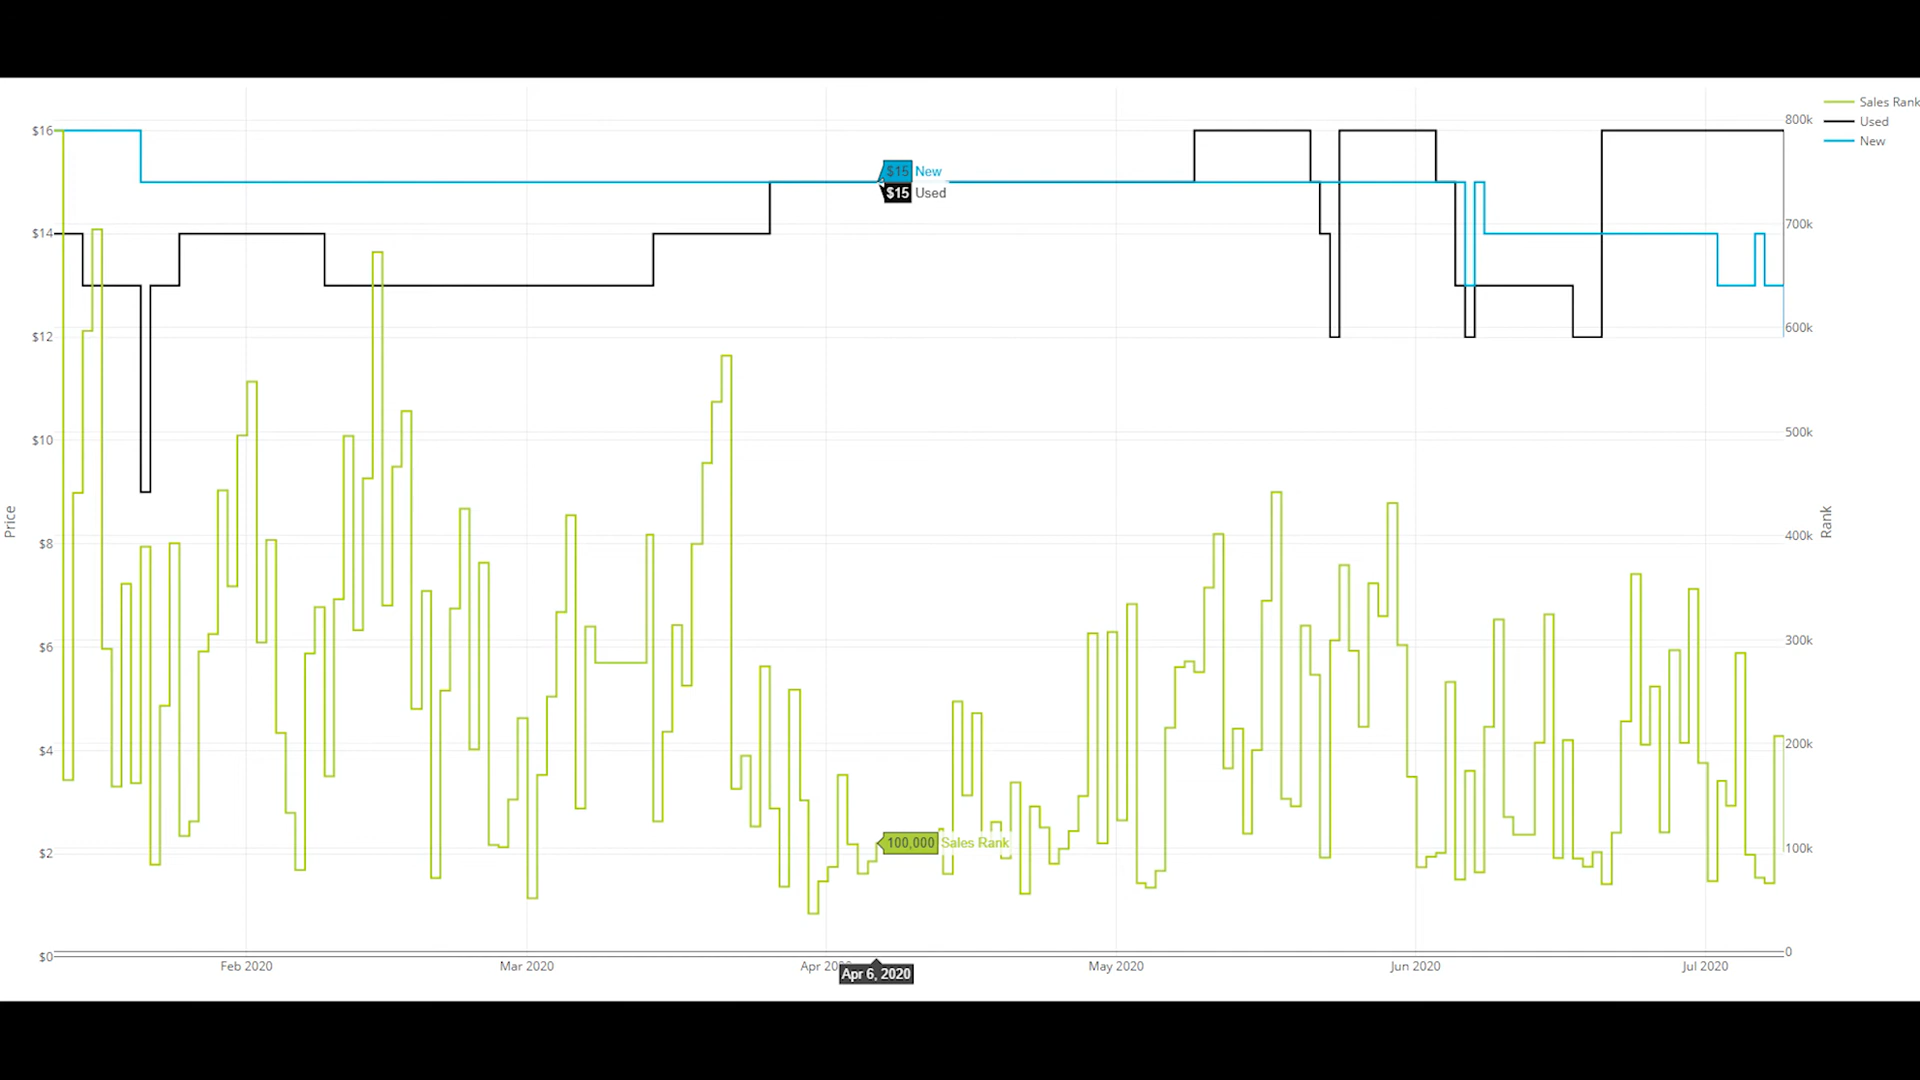 Sales Rank
Used
New
$16
$14
$12
$10
$8
$6
$4
$2
$0
Price
$15 New
$15 Used
100,000 Sales Rank
800k
700k
600k
500k
400k
300k
200k
100k
0
Rank
Feb 2020
Mar 2020
Apr 2020
May 2020
Jun 2020
Jul 2020
Apr 6, 2020